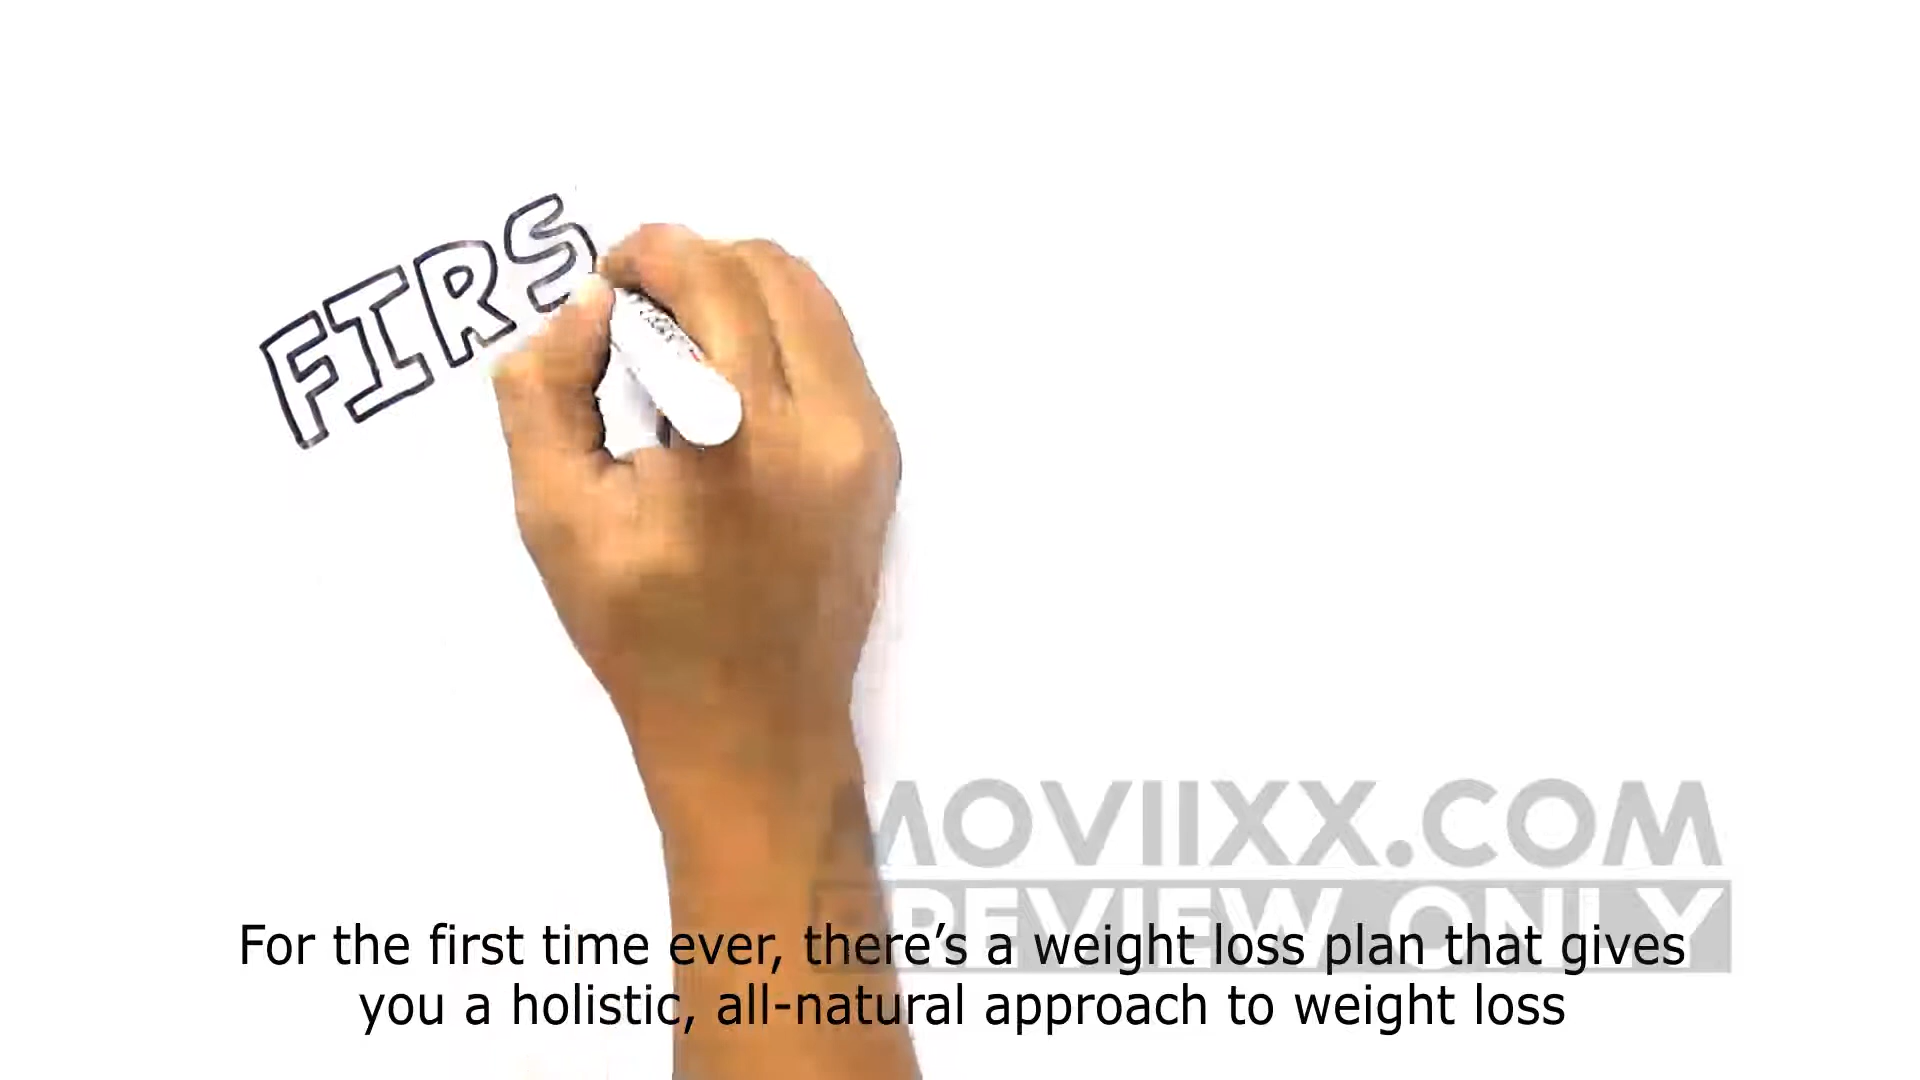 FIRS
MOVIIXX.COM
PREVIEW ONLY
For the first time ever, there’s a weight loss plan that gives
you a holistic, all-natural approach to weight loss